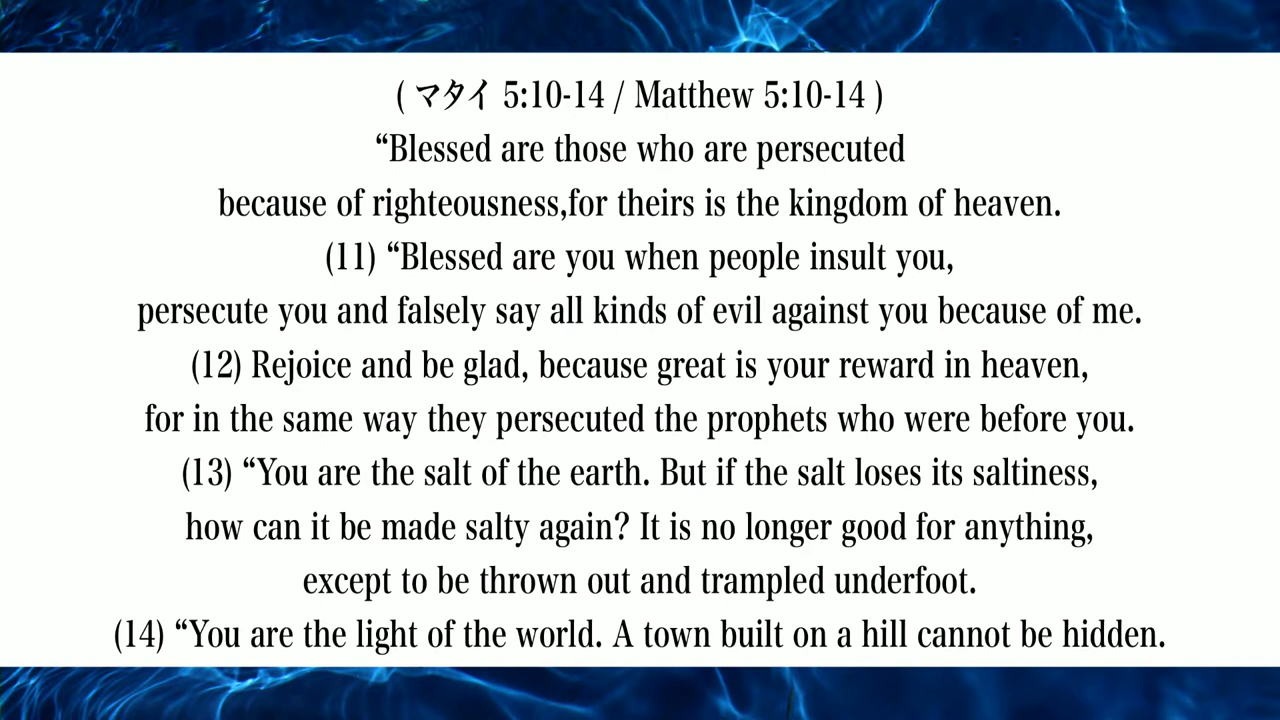 ( マタイ 5:10-14 / Matthew 5:10-14 )
“Blessed are those who are persecuted
because of righteousness,for theirs is the kingdom of heaven.
(11) “Blessed are you when people insult you,
persecute you and falsely say all kinds of evil against you because of me.
(12) Rejoice and be glad, because great is your reward in heaven,
for in the same way they persecuted the prophets who were before you.
(13) “You are the salt of the earth. But if the salt loses its saltiness,
how can it be made salty again? It is no longer good for anything,
except to be thrown out and trampled underfoot.
(14) “You are the light of the world. A town built on a hill cannot be hidden.